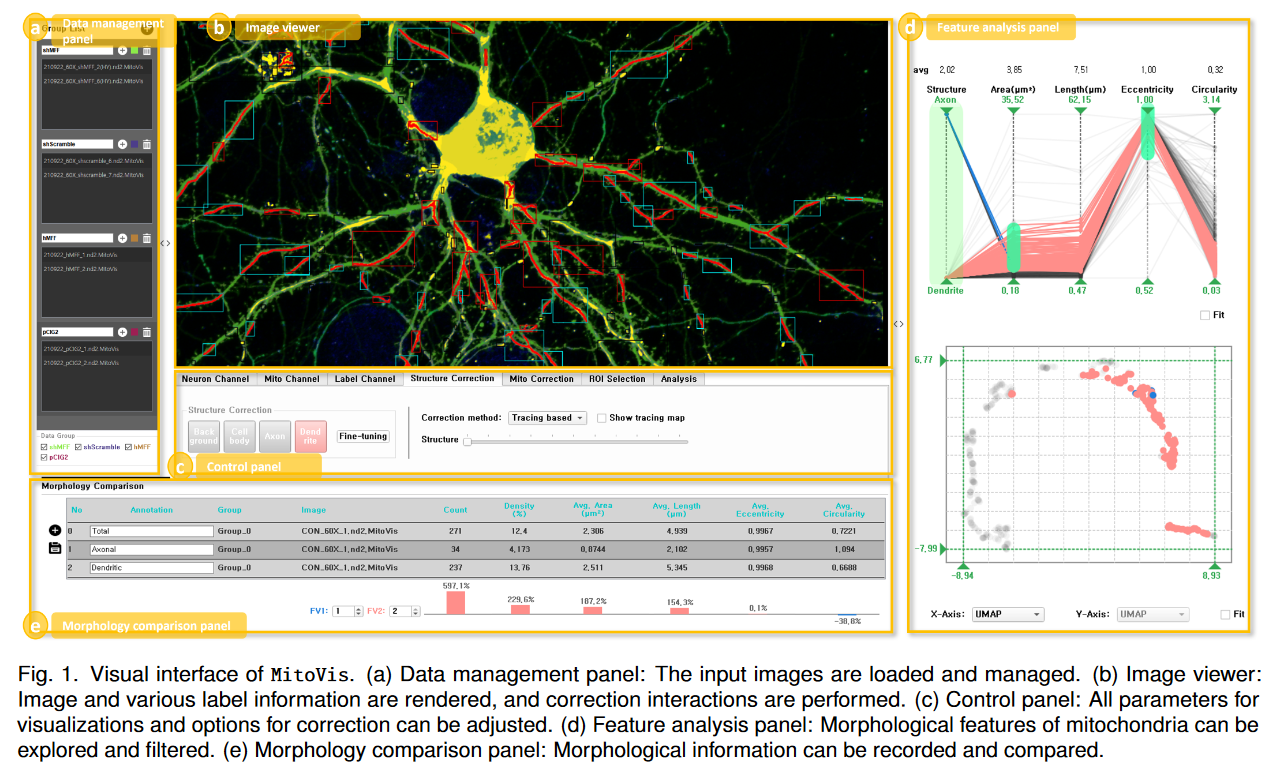 a Data management panel
Group List
shMFF
210922_60X_shMFF_2(HY).nd2.MitoVis
210922_60X_shMFF_6(HY).nd2.MitoVis
shScramble
210922_60X_shscramble_6.nd2.MitoVis
210922_60X_shscramble_7.nd2.MitoVis
hMFF
210922_hMFF_1.nd2.MitoVis
210922_hMFF_2.nd2.MitoVis
pCIG2
210922_pCIG2_1.nd2.MitoVis
210922_pCIG2_2.nd2.MitoVis
Data Group
shMFF shScramble hMFF
pCIG2
b Image viewer
Neuron Channel Mito Channel Label Channel Structure Correction Mito Correction ROI Selection Analysis
Structure Correction
Back ground Cell body Axon Dend rite Fine-tuning
Correction method: Tracing based Show tracing map
Structure
c Control panel
d Feature analysis panel
avg 2,02 3,85 7,51 1,00 0,32
Structure Area(μm²) Length(μm) Eccentricity Circularity
Axon 35,52 62,15 1,00 3,14
Dendrite 0,18 0,47 0,52 0,03
Fit
6,77
-7,99
-8,94 8,93
X-Axis: UMAP Y-Axis: UMAP Fit
Morphology Comparison
No Annotation Group Image Count Density (%) Avg, Area (μm²) Avg, Length (μm) Avg, Eccentricity Avg, Circularity
0 Total Group_0 CON_60X_1,nd2,MitoVis 271 12,4 2,306 4,939 0,9967 0,7221
1 Axonal Group_0 CON_60X_1,nd2,MitoVis 34 4,173 0,8744 2,102 0,9957 1,094
2 Dendritic Group_0 CON_60X_1,nd2,MitoVis 237 13,76 2,511 5,345 0,9968 0,6688
FV1: 1 FV2: 2
597,1% 229,6% 187,2% 154,3% 0,1% -38,8%
e Morphology comparison panel
Fig. 1. Visual interface of MitoVis. (a) Data management panel: The input images are loaded and managed. (b) Image viewer:
Image and various label information are rendered, and correction interactions are performed. (c) Control panel: All parameters for
visualizations and options for correction can be adjusted. (d) Feature analysis panel: Morphological features of mitochondria can be
explored and filtered. (e) Morphology comparison panel: Morphological information can be recorded and compared.